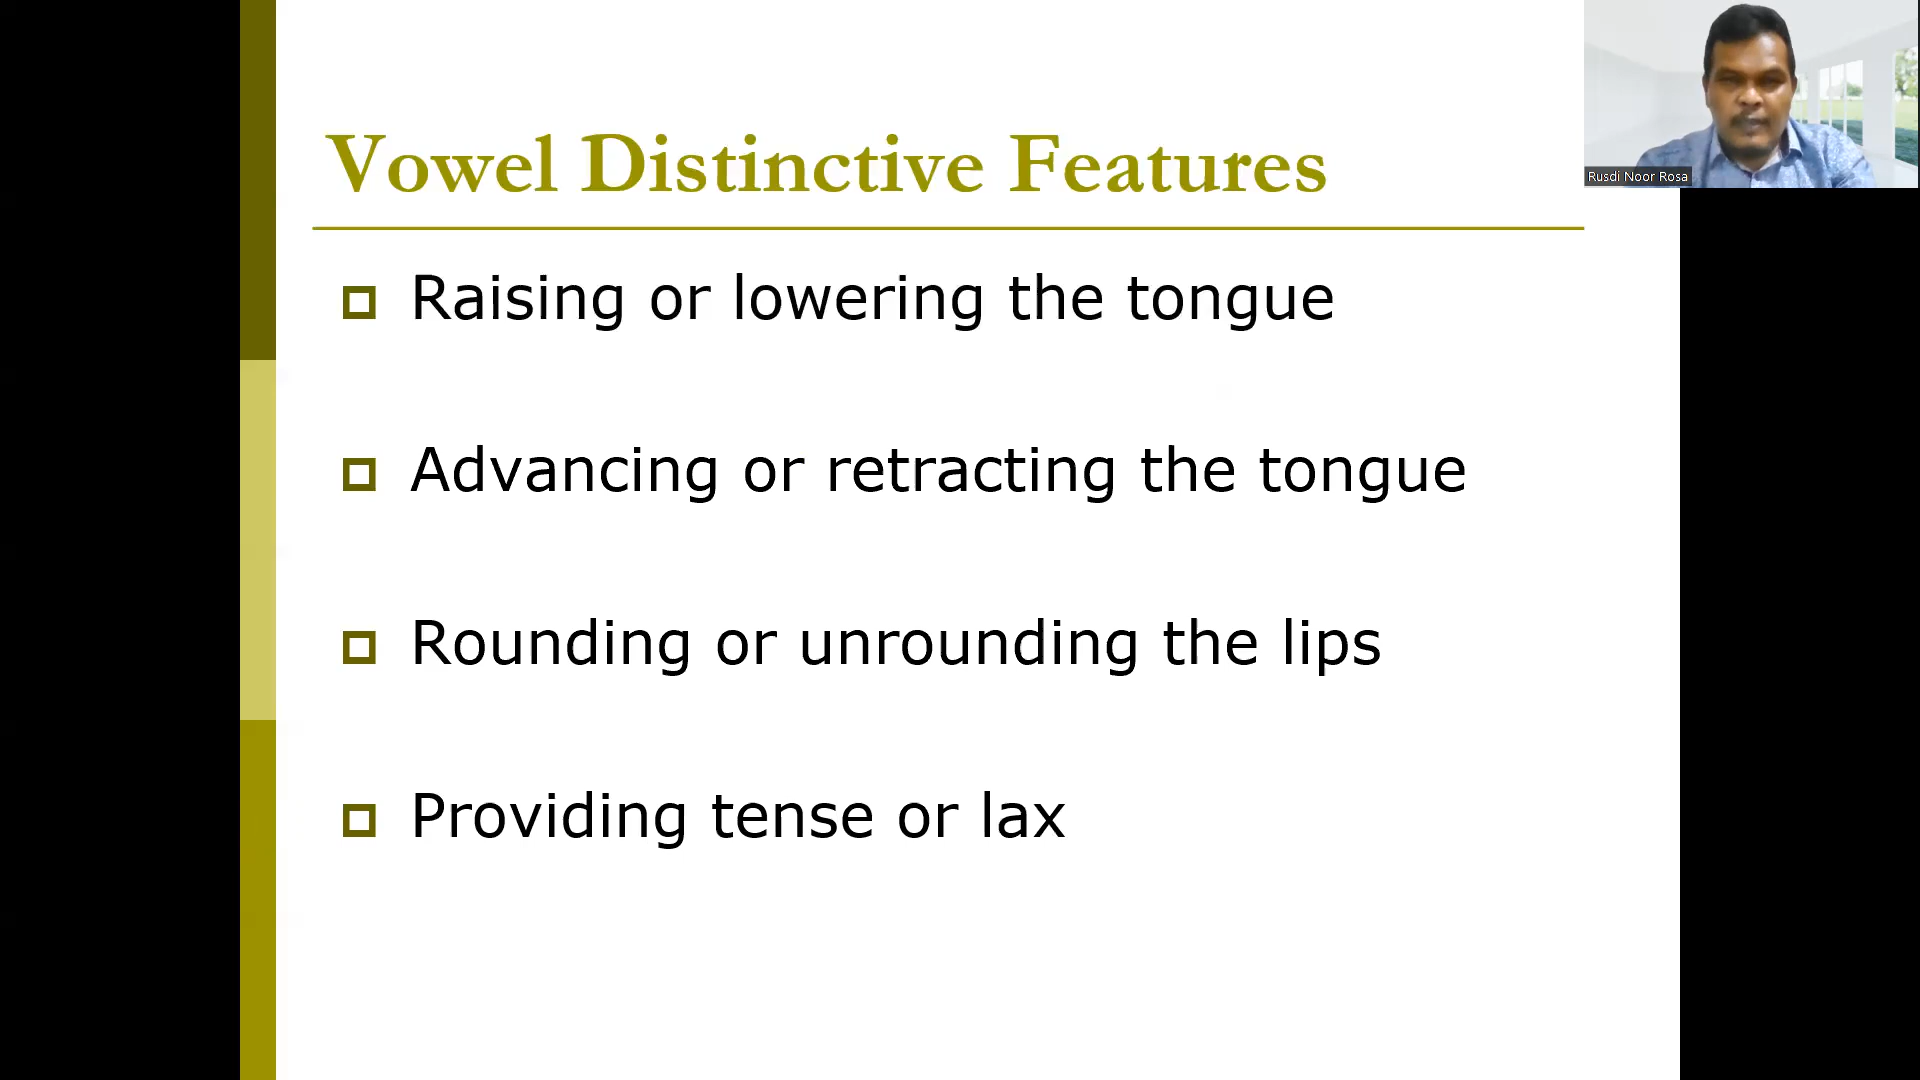 Vowel Distinctive Features
Raising or lowering the tongue
Advancing or retracting the tongue
Rounding or unrounding the lips
Providing tense or lax
Rusdi Noor Rosa